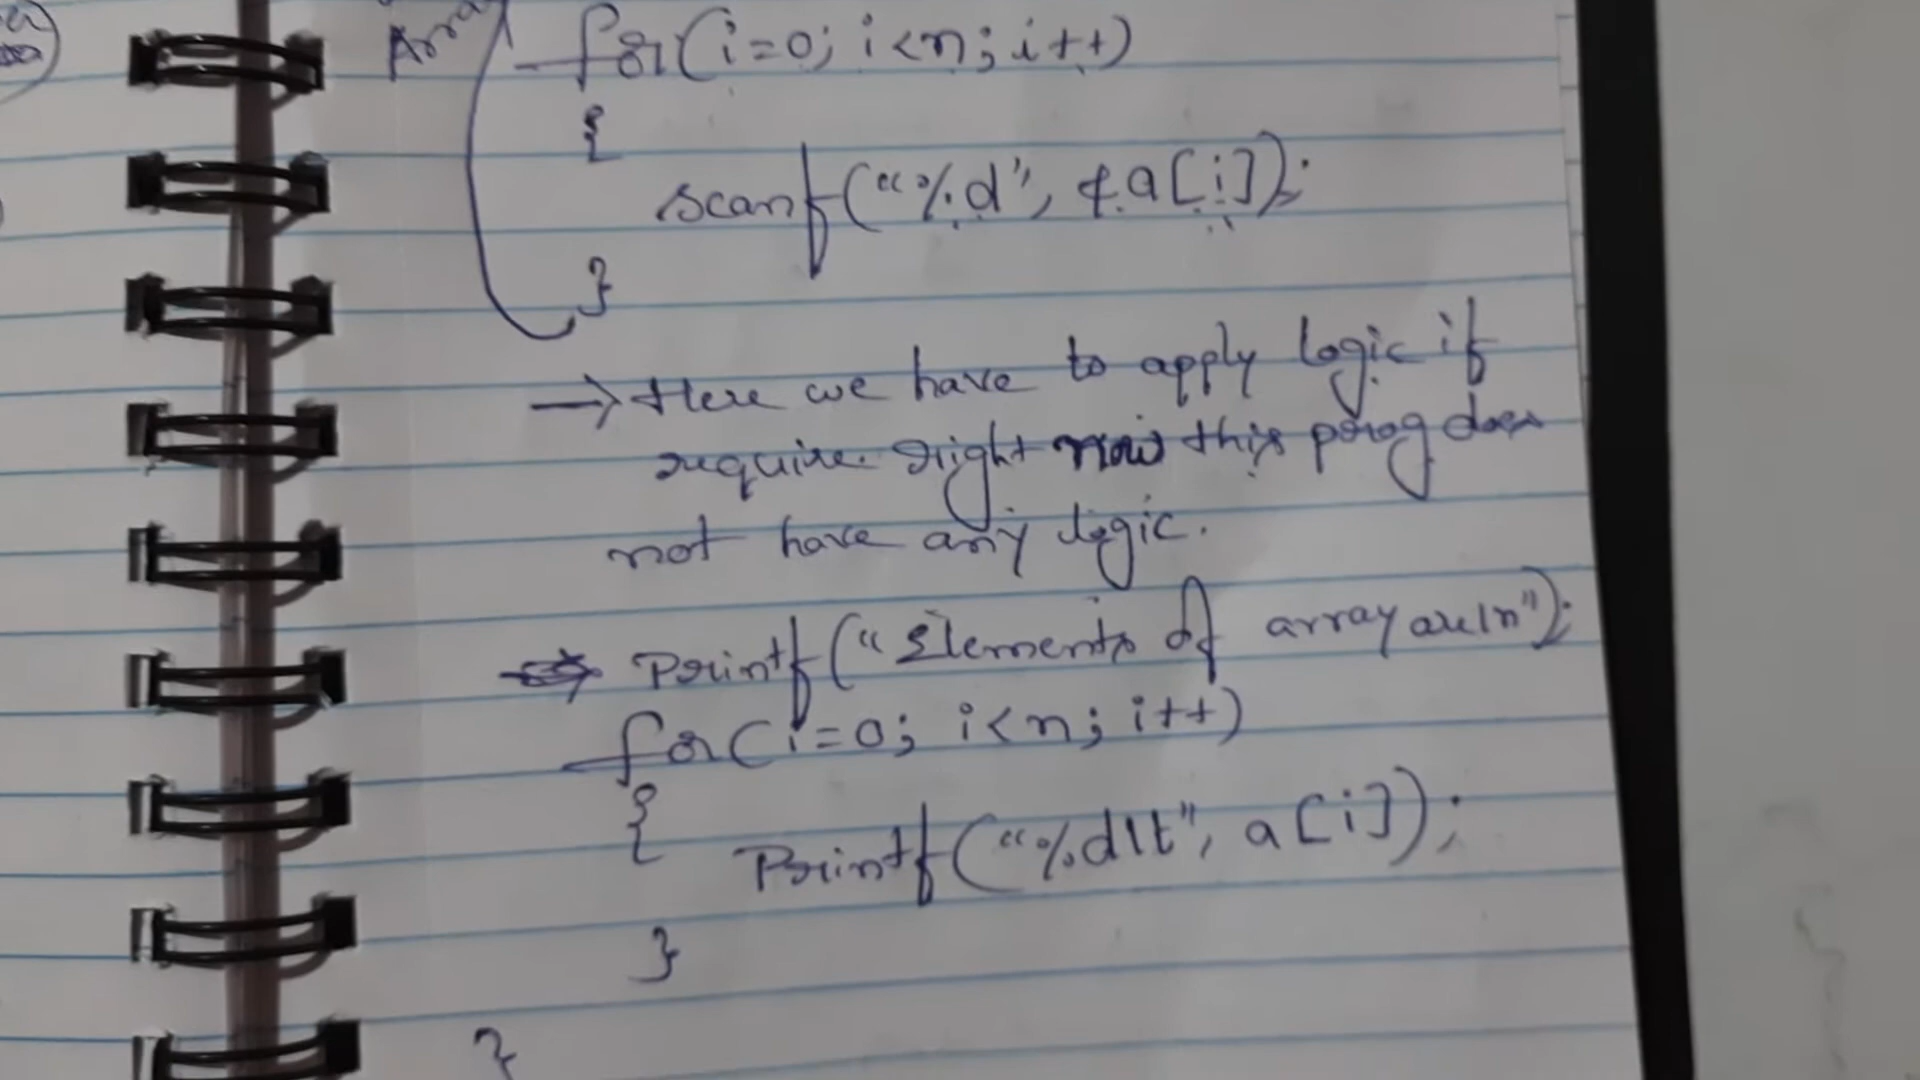 for(i=0; i<n; i++)
{
scanf("%d", &a[i]);
}
→ Here we have to apply logic if
require. Right now this prog does
not have any logic.
Printf("Elements of array are\n");
for(i=0; i<n; i++)
{
Printf("%d\t", a[i]);
}
}